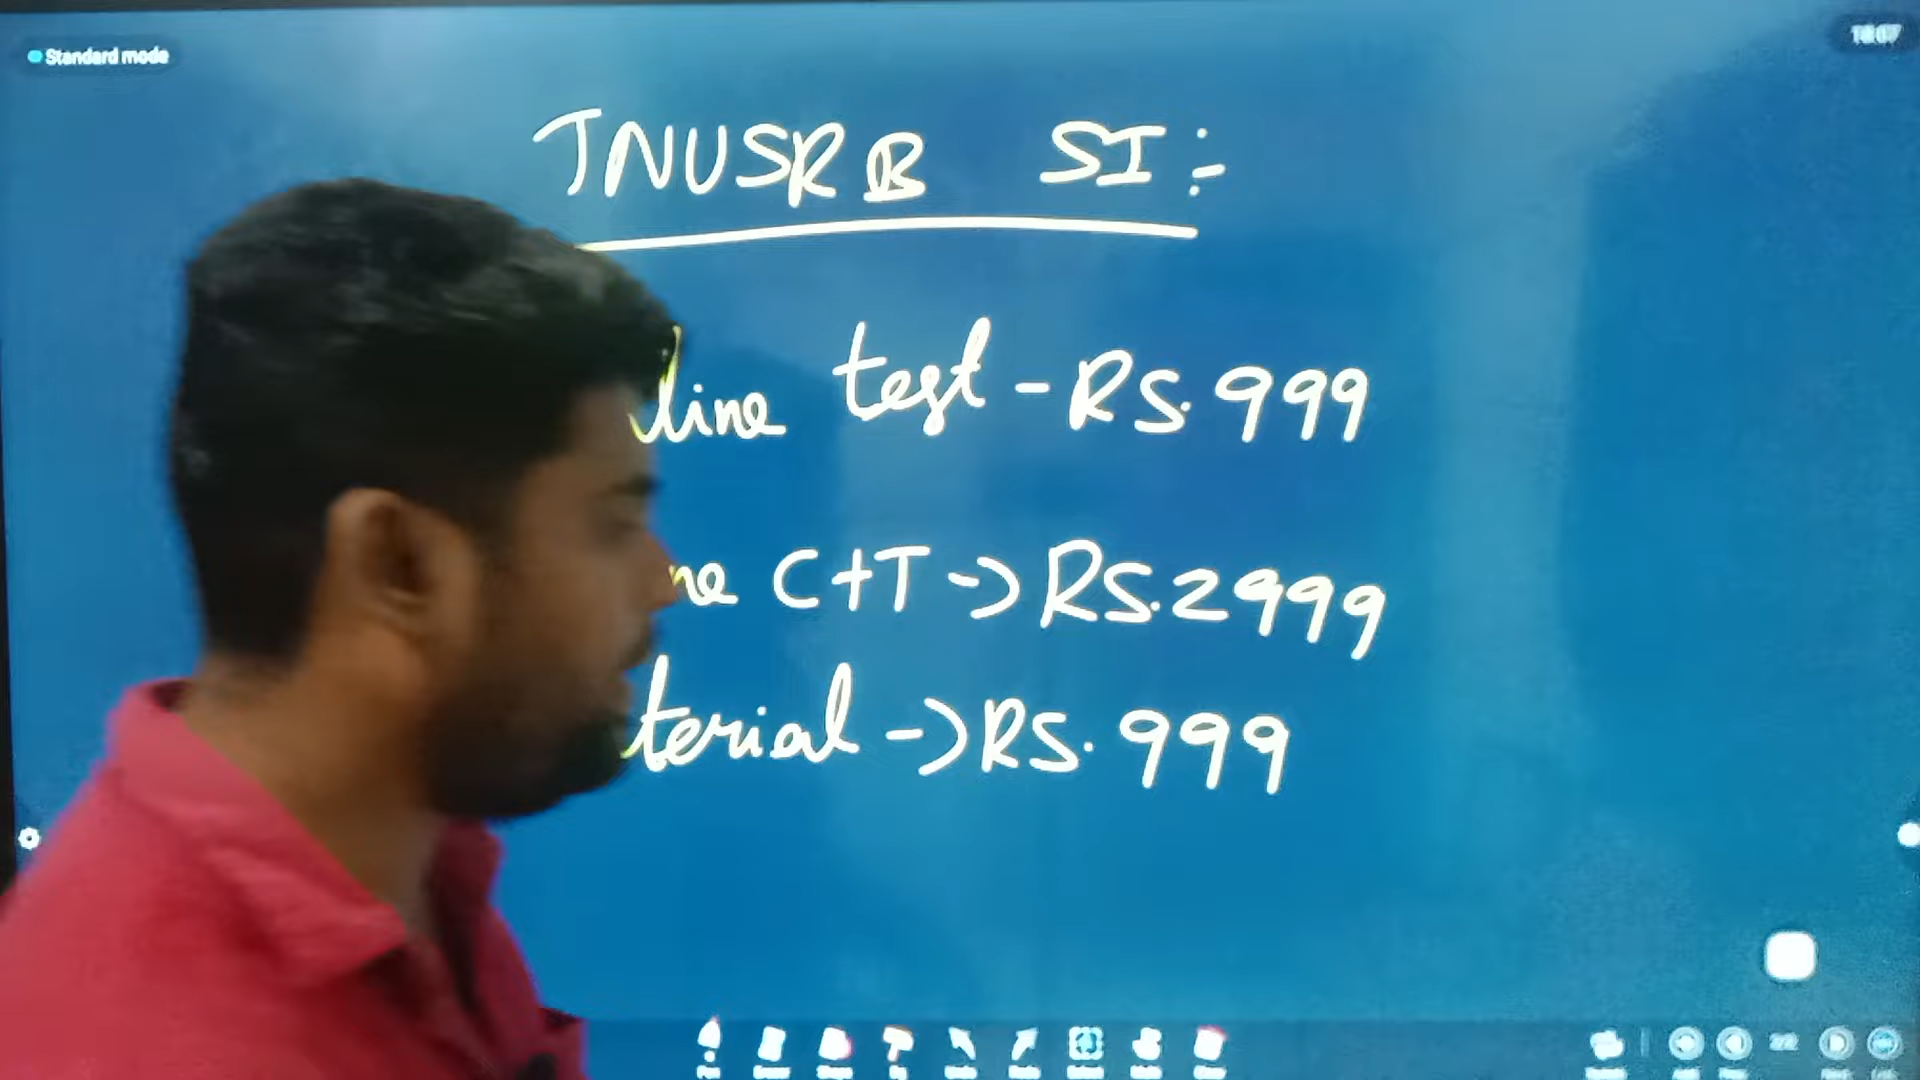 Standard mode
TNUSRB SI:-
line test - RS. 999
ne C+T -> RS. 2999
terial -> RS. 999